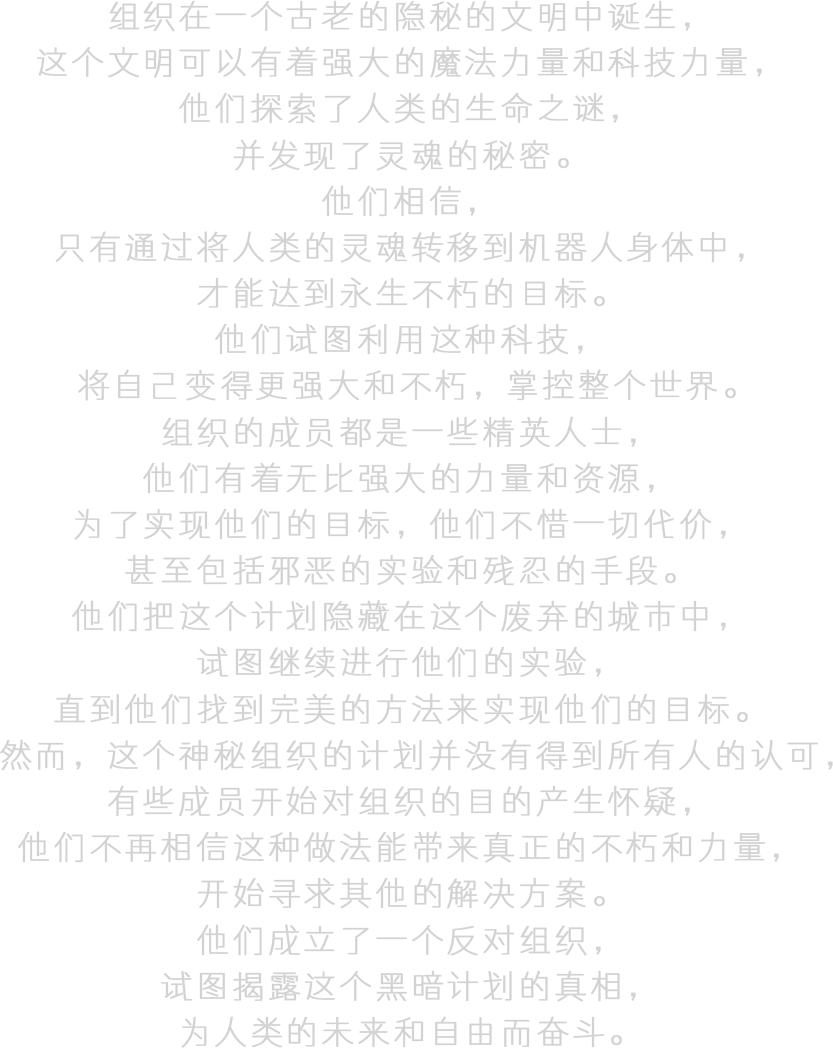 组织在一个古老的隐秘的文明中诞生，
这个文明可以有着强大的魔法力量和科技力量，
他们探索了人类的生命之谜，
并发现了灵魂的秘密。
他们相信，
只有通过将人类的灵魂转移到机器人身体中，
才能达到永生不朽的目标。
他们试图利用这种科技，
将自己变得更强大和不朽，掌控整个世界。
组织的成员都是一些精英人士，
他们有着无比强大的力量和资源，
为了实现他们的目标，他们不惜一切代价，
甚至包括邪恶的实验和残忍的手段。
他们把这个计划隐藏在这个废弃的城市中，
试图继续进行他们的实验，
直到他们找到完美的方法来实现他们的目标。
然而，这个神秘组织的计划并没有得到所有人的认可，
有些成员开始对组织的目的产生怀疑，
他们不再相信这种做法能带来真正的不朽和力量，
开始寻求其他的解决方案。
他们成立了一个反对组织，
试图揭露这个黑暗计划的真相，
为人类的未来和自由而奋斗。